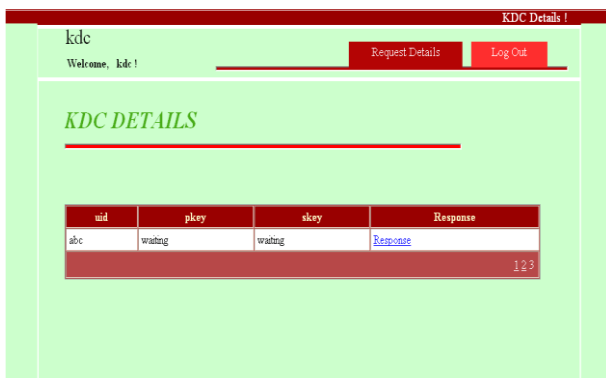 KDC Details !
kdc
Welcome, kdc !
Request Details Log Out
KDC DETAILS
uid pkey skey Response
abc waiting waiting Response
1 2 3